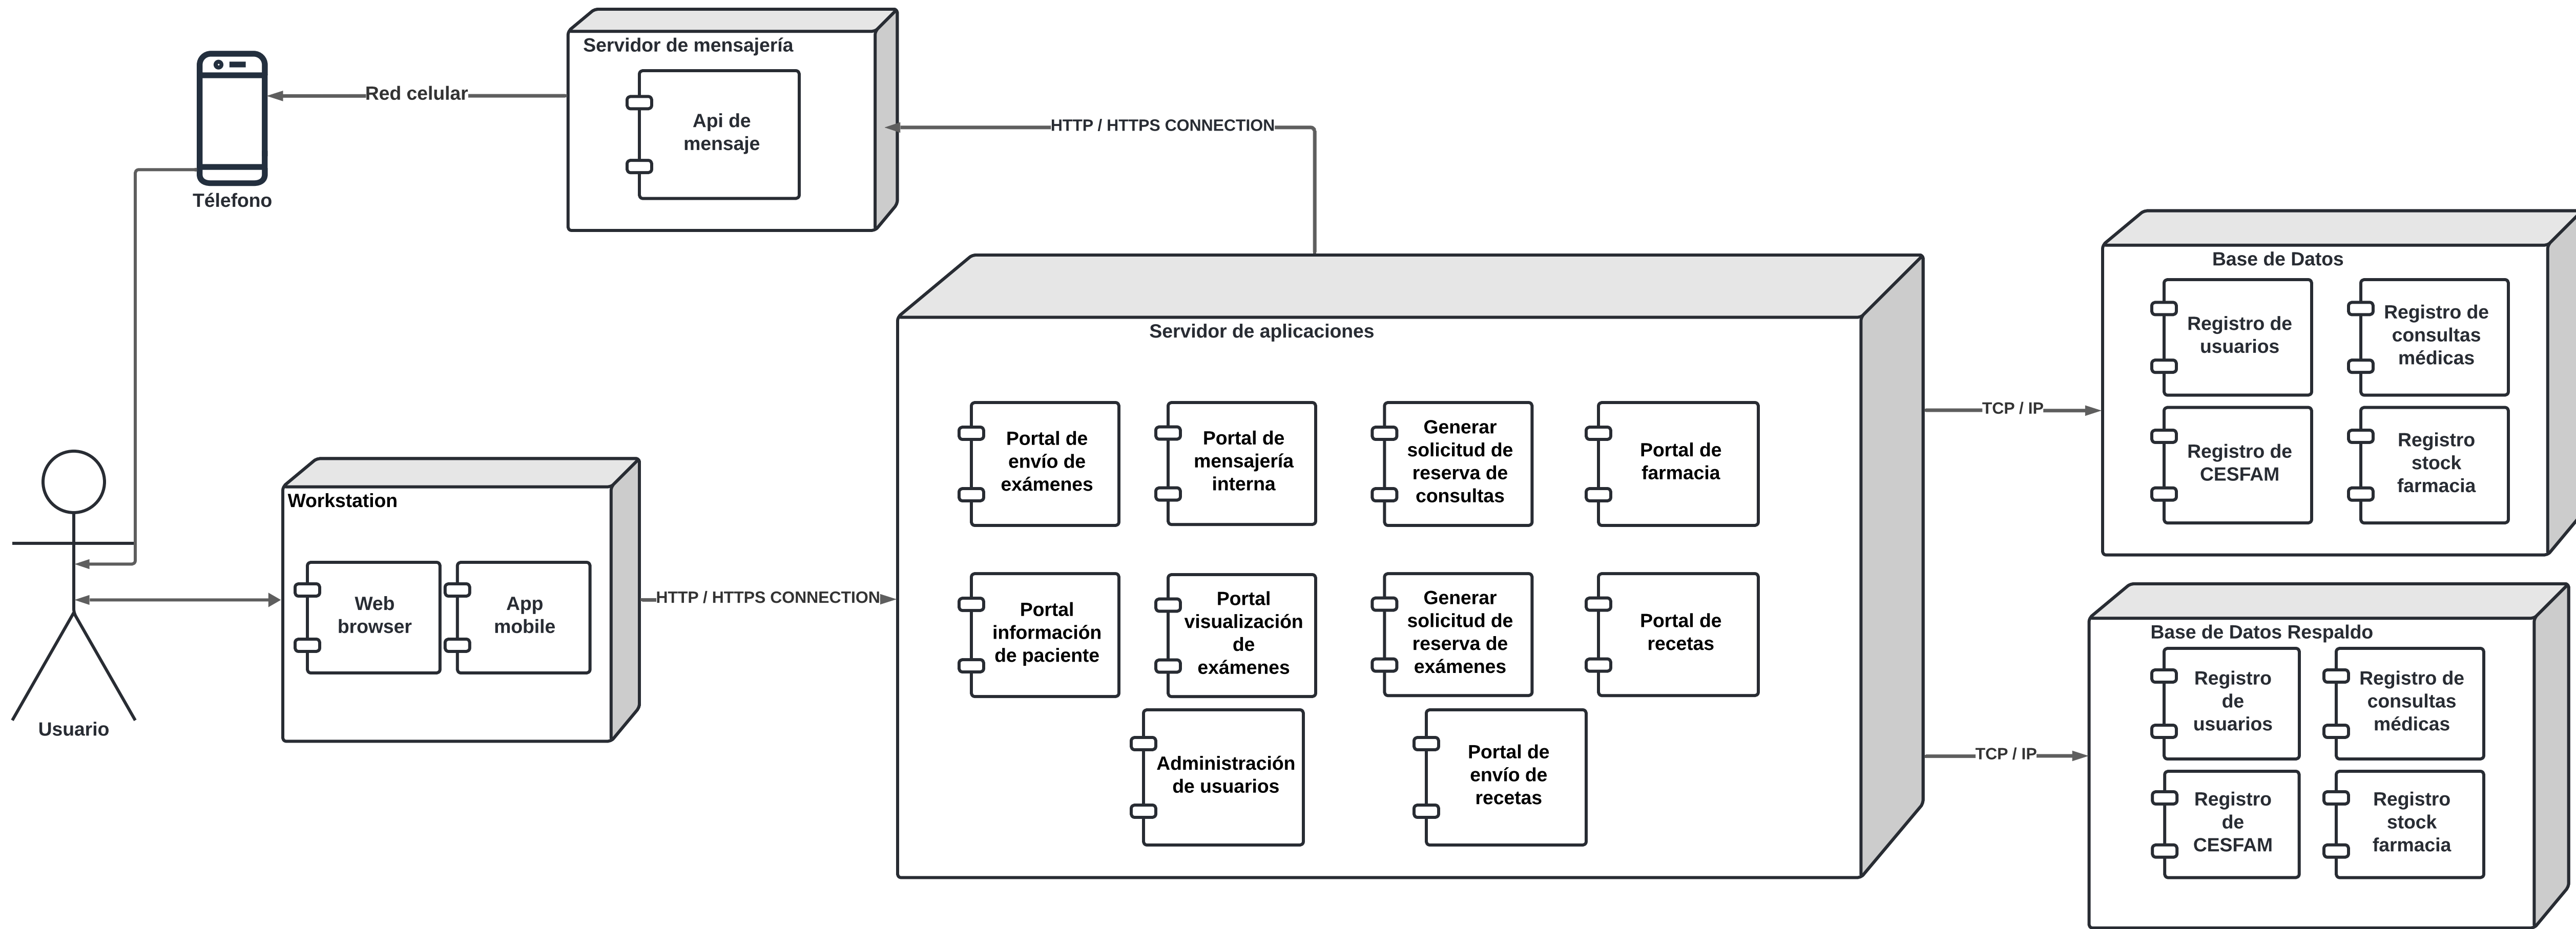 Servidor de mensajería
Api de
mensaje
Red celular
HTTP / HTTPS CONNECTION
Télefono
Usuario
Workstation
Web
browser
App
mobile
HTTP / HTTPS CONNECTION
Servidor de aplicaciones
Portal de
envío de
exámenes
Portal de
mensajería
interna
Generar
solicitud de
reserva de
consultas
Portal de
farmacia
Portal
información
de paciente
Portal
visualización
de
exámenes
Generar
solicitud de
reserva de
exámenes
Portal de
recetas
Administración
de usuarios
Portal de
envío de
recetas
TCP / IP
Base de Datos
Registro de
usuarios
Registro de
consultas
médicas
Registro de
CESFAM
Registro
stock
farmacia
TCP / IP
Base de Datos Respaldo
Registro
de
usuarios
Registro de
consultas
médicas
Registro
de
CESFAM
Registro
stock
farmacia